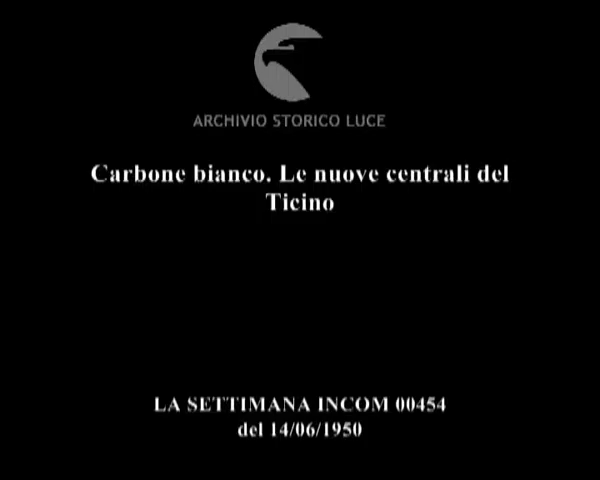 ARCHIVIO STORICO LUCE
Carbone bianco. Le nuove centrali del
Ticino
LA SETTIMANA INCOM 00454
del 14/06/1950